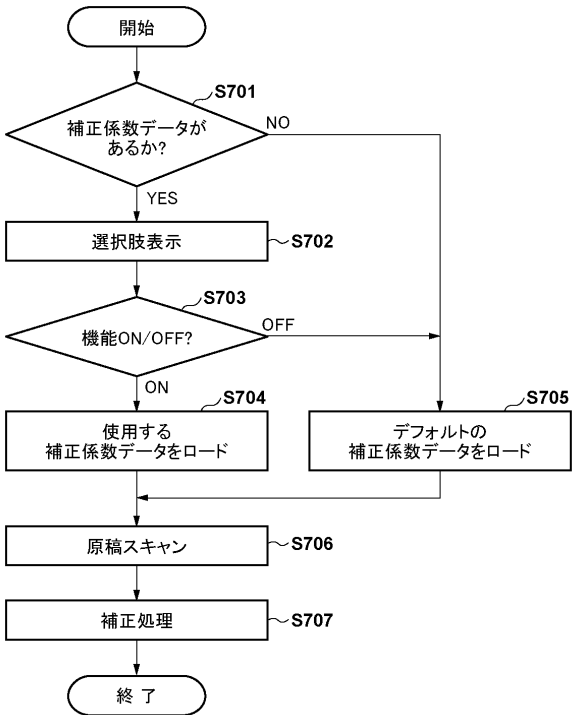 開始
S701
補正係数データが
あるか?
NO
YES
選択肢表示
S702
S703
機能ON/OFF?
OFF
ON
S704
使用する
補正係数データをロード
S705
デフォルトの
補正係数データをロード
原稿スキャン
S706
補正処理
S707
終 了